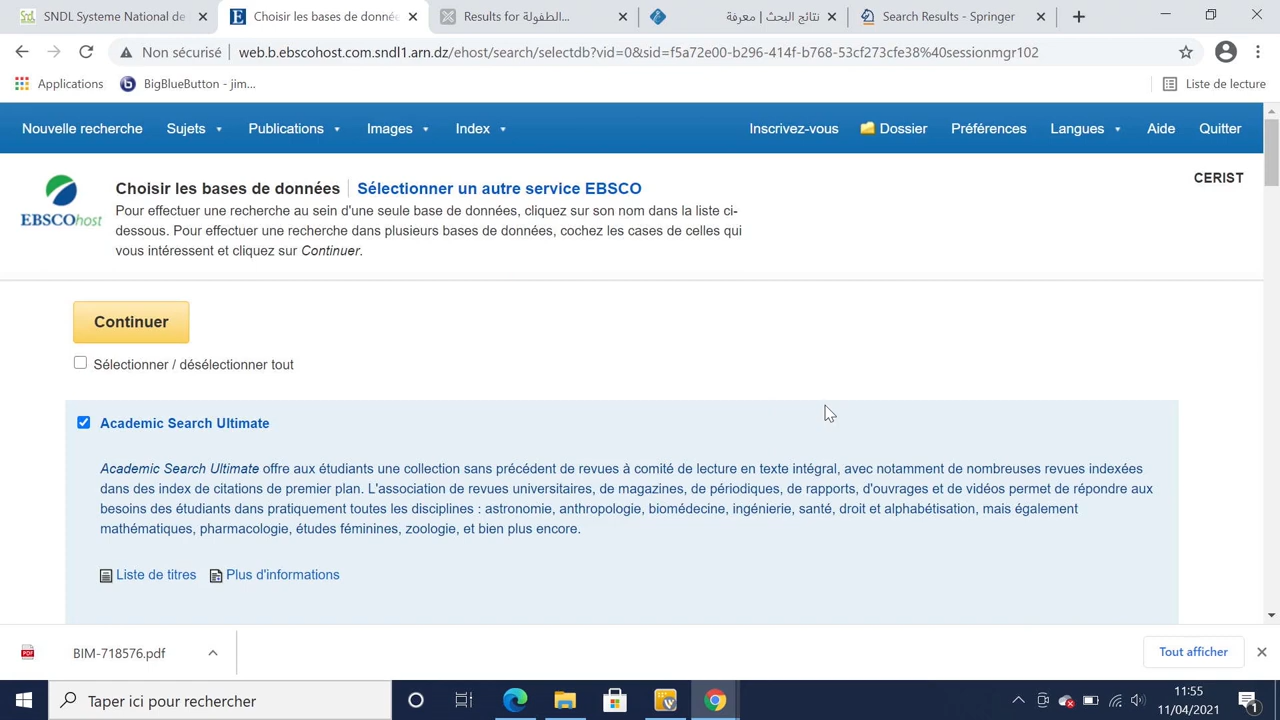 SNDL Systeme National de
Choisir les bases de donnée
Results for الطفولة...
نتائج البحث | معرفة
Search Results - Springer
Non sécurisé
web.b.ebscohost.com.sndl1.arn.dz/ehost/search/selectdb?vid=0&sid=f5a72e00-b296-414f-b768-53cf273cfe38%40sessionmgr102
Applications
BigBlueButton - jim...
Liste de lecture
Nouvelle recherche
Sujets
Publications
Images
Index
Inscrivez-vous
Dossier
Préférences
Langues
Aide
Quitter
EBSCOhost
Choisir les bases de données
Sélectionner un autre service EBSCO
CERIST
Pour effectuer une recherche au sein d'une seule base de données, cliquez sur son nom dans la liste ci-
dessous. Pour effectuer une recherche dans plusieurs bases de données, cochez les cases de celles qui
vous intéressent et cliquez sur Continuer.
Continuer
Sélectionner / désélectionner tout
Academic Search Ultimate
Academic Search Ultimate offre aux étudiants une collection sans précédent de revues à comité de lecture en texte intégral, avec notamment de nombreuses revues indexées
dans des index de citations de premier plan. L'association de revues universitaires, de magazines, de périodiques, de rapports, d'ouvrages et de vidéos permet de répondre aux
besoins des étudiants dans pratiquement toutes les disciplines : astronomie, anthropologie, biomédecine, ingénierie, santé, droit et alphabétisation, mais également
mathématiques, pharmacologie, études féminines, zoologie, et bien plus encore.
Liste de titres
Plus d'informations
BIM-718576.pdf
Tout afficher
Taper ici pour rechercher
11:55
11/04/2021
1